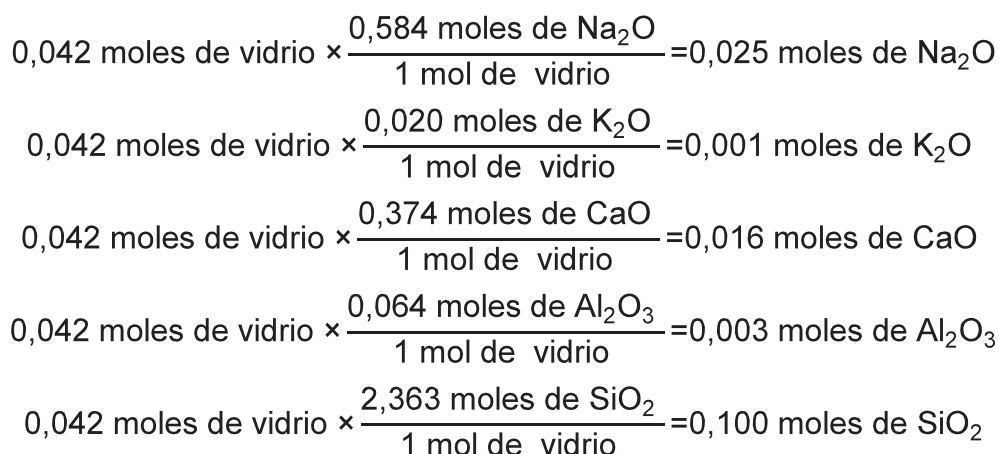 0,042 moles de vidrio × 0,584 moles de Na₂O / 1 mol de vidrio =0,025 moles de Na₂O
0,042 moles de vidrio × 0,020 moles de K₂O / 1 mol de vidrio =0,001 moles de K₂O
0,042 moles de vidrio × 0,374 moles de CaO / 1 mol de vidrio =0,016 moles de CaO
0,042 moles de vidrio × 0,064 moles de Al₂O₃ / 1 mol de vidrio =0,003 moles de Al₂O₃
0,042 moles de vidrio × 2,363 moles de SiO₂ / 1 mol de vidrio =0,100 moles de SiO₂